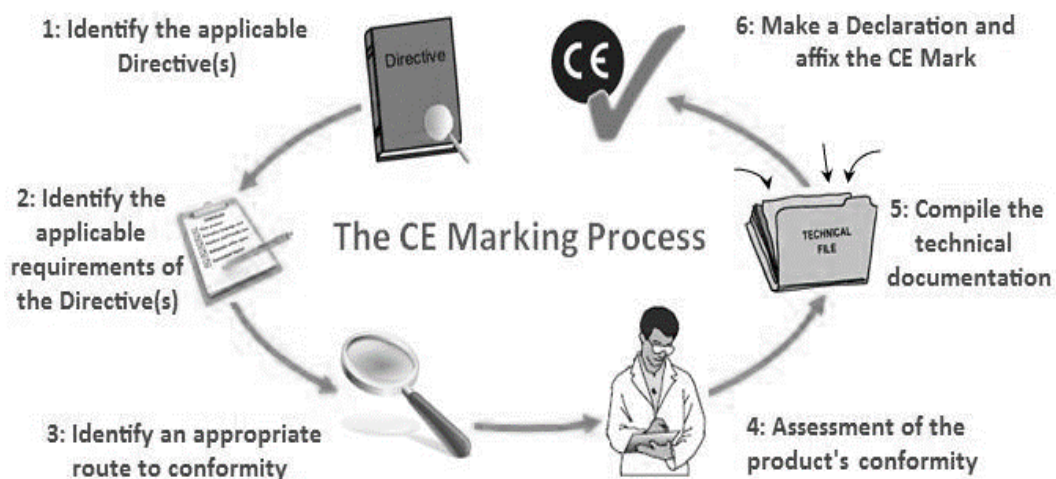 1: Identify the applicable
Directive(s)
Directive
CE
6: Make a Declaration and
affix the CE Mark
2: Identify the
applicable
requirements of
the Directive(s)
The CE Marking Process
TECHNICAL
FILE
5: Compile the
technical
documentation
3: Identify an appropriate
route to conformity
4: Assessment of the
product's conformity